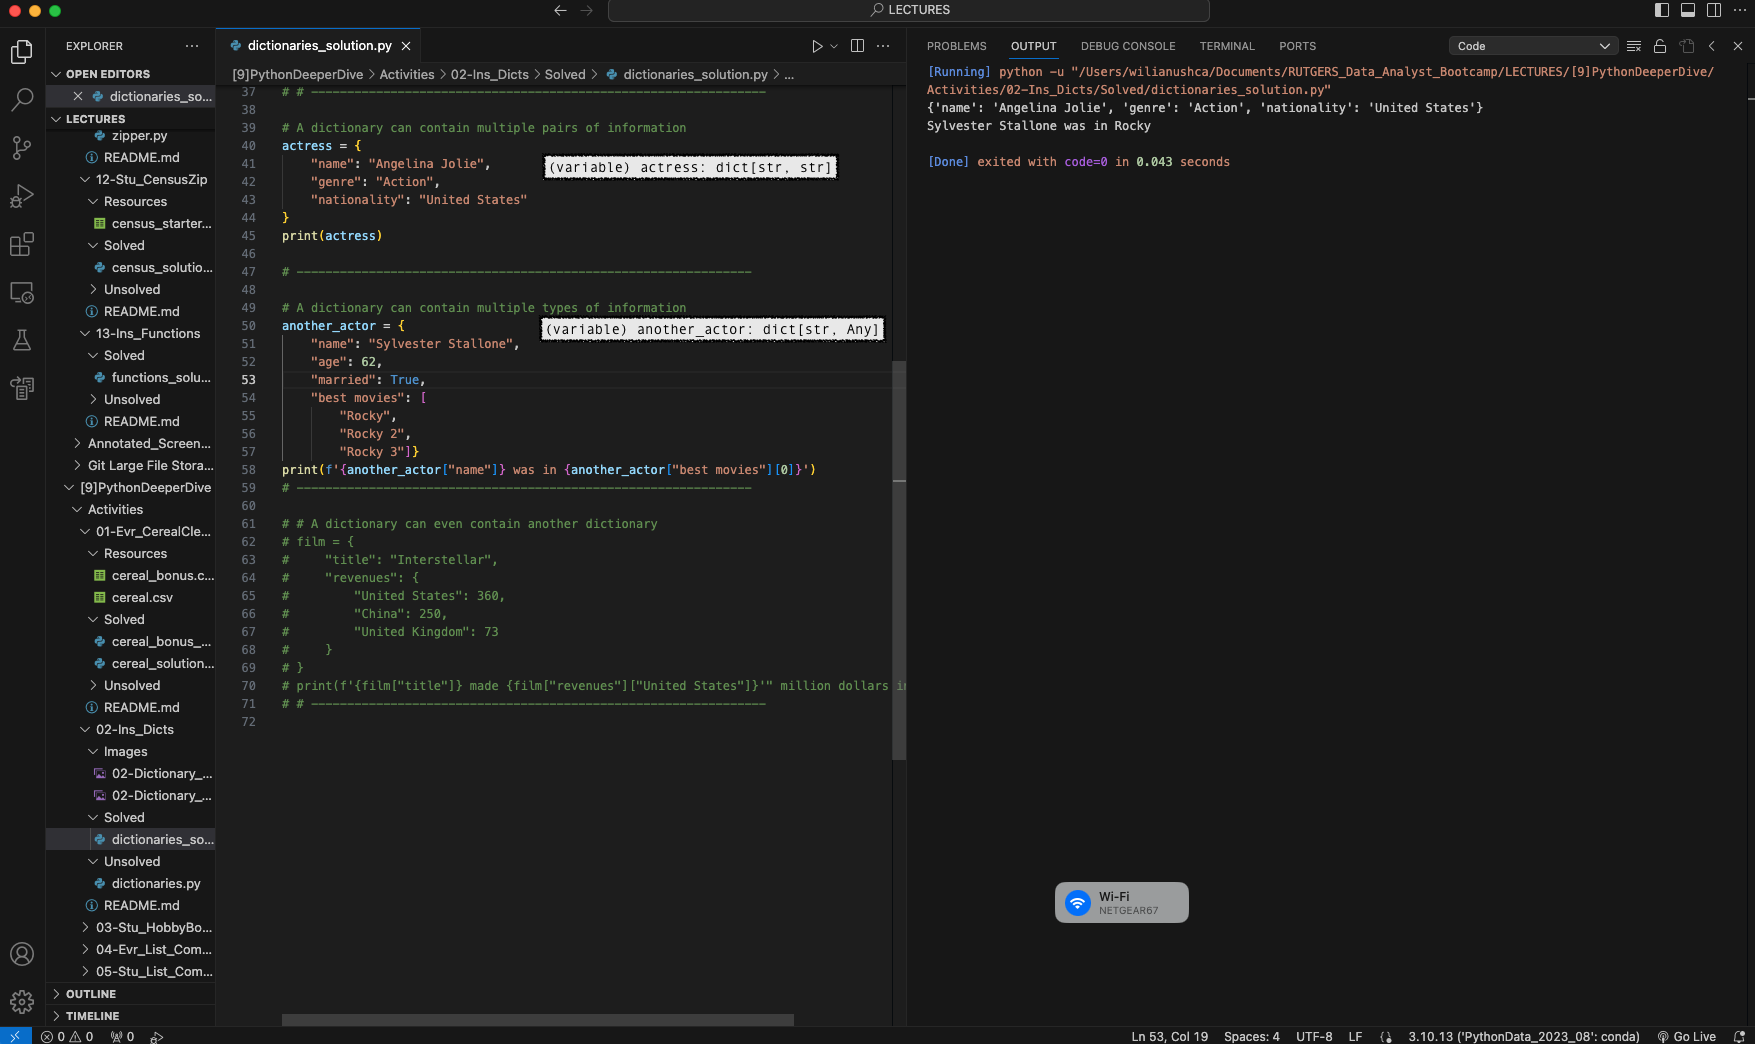 LECTURES
EXPLORER
dictionaries_solution.py
PROBLEMS OUTPUT DEBUG CONSOLE TERMINAL PORTS
Code
OPEN EDITORS
dictionaries_so...
LECTURES
zipper.py
README.md
12-Stu_CensusZip
Resources
census_starter...
Solved
census_solutio...
Unsolved
README.md
13-Ins_Functions
Solved
functions_solu...
Unsolved
README.md
Annotated_Screen...
Git Large File Stora...
[9]PythonDeeperDive
Activities
01-Evr_CerealCle...
Resources
cereal_bonus.c...
cereal.csv
Solved
cereal_bonus_...
cereal_solution...
Unsolved
README.md
02-Ins_Dicts
Images
02-Dictionary_...
02-Dictionary_...
Solved
dictionaries_so...
Unsolved
dictionaries.py
README.md
03-Stu_HobbyBo...
04-Evr_List_Com...
05-Stu_List_Com...
OUTLINE
TIMELINE
[9]PythonDeeperDive > Activities > 02-Ins_Dicts > Solved > dictionaries_solution.py > ...
37 # # ---------------------------------------------------------------
38
39 # A dictionary can contain multiple pairs of information
40 actress = {
41     "name": "Angelina Jolie",
(variable) actress: dict[str, str]
42     "genre": "Action",
43     "nationality": "United States"
44 }
45 print(actress)
46
47 # ---------------------------------------------------------------
48
49 # A dictionary can contain multiple types of information
50 another_actor = {
(variable) another_actor: dict[str, Any]
51     "name": "Sylvester Stallone",
52     "age": 62,
53     "married": True,
54     "best movies": [
55         "Rocky",
56         "Rocky 2",
57         "Rocky 3"]}
58 print(f'{another_actor["name"]} was in {another_actor["best movies"][0]}')
59 # ---------------------------------------------------------------
60
61 # # A dictionary can even contain another dictionary
62 # film = {
63 #     "title": "Interstellar",
64 #     "revenues": {
65 #         "United States": 360,
66 #         "China": 250,
67 #         "United Kingdom": 73
68 #     }
69 # }
70 # print(f'{film["title"]} made {film["revenues"]["United States"]}'" million dollars in
71 # # ---------------------------------------------------------------
72
[Running] python -u "/Users/wilianushca/Documents/RUTGERS_Data_Analyst_Bootcamp/LECTURES/[9]PythonDeeperDive/
Activities/02-Ins_Dicts/Solved/dictionaries_solution.py"
{'name': 'Angelina Jolie', 'genre': 'Action', 'nationality': 'United States'}
Sylvester Stallone was in Rocky
[Done] exited with code=0 in 0.043 seconds
Wi-Fi
NETGEAR67
0 0 0
Ln 53, Col 19 Spaces: 4 UTF-8 LF 3.10.13 ('PythonData_2023_08': conda) Go Live